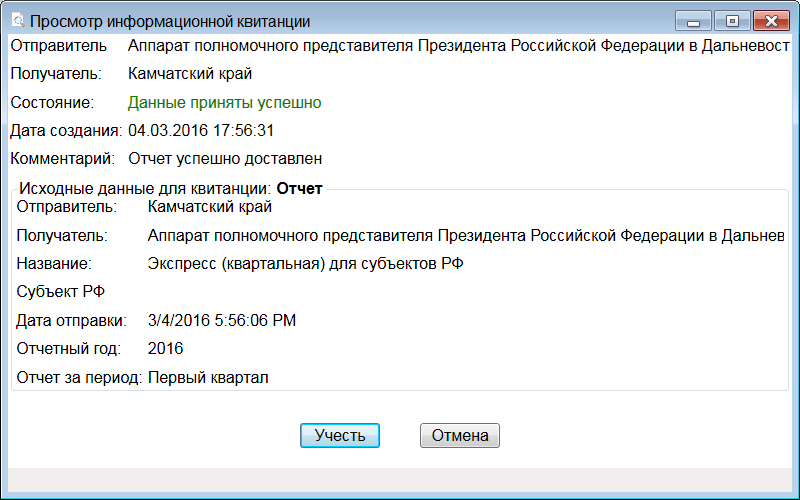 Просмотр информационной квитанции
Отправитель Аппарат полномочного представителя Президента Российской Федерации в Дальневост
Получатель: Камчатский край
Состояние: Данные приняты успешно
Дата создания: 04.03.2016 17:56:31
Комментарий: Отчет успешно доставлен
Исходные данные для квитанции: Отчет
Отправитель: Камчатский край
Получатель: Аппарат полномочного представителя Президента Российской Федерации в Дальнев
Название: Экспресс (квартальная) для субъектов РФ
Субъект РФ
Дата отправки: 3/4/2016 5:56:06 PM
Отчетный год: 2016
Отчет за период: Первый квартал
Учесть Отмена